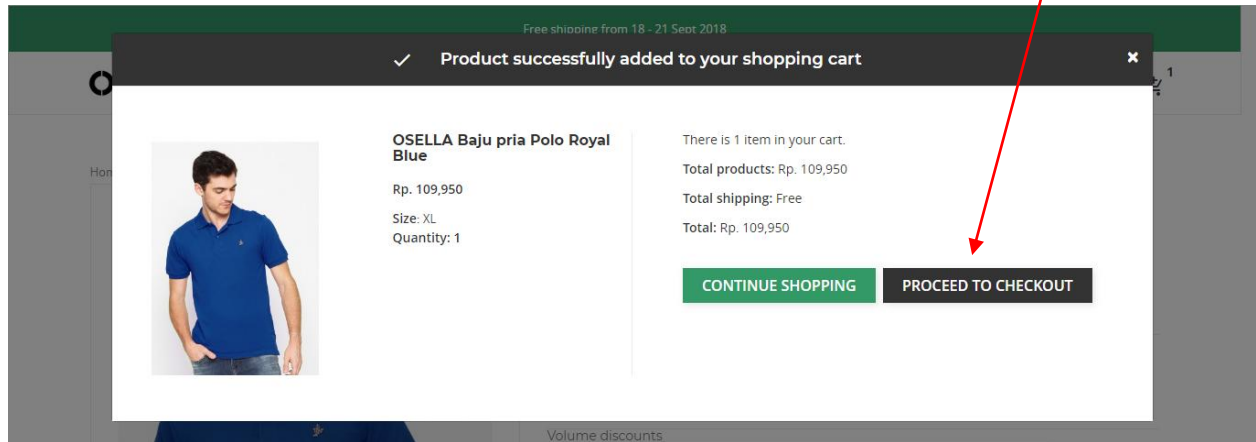 Free shipping from 18 - 21 Sept 2018
Product successfully added to your shopping cart
1
OSELLA Baju pria Polo Royal
Blue
Rp. 109,950
Size: XL
Quantity: 1
There is 1 item in your cart.
Total products: Rp. 109,950
Total shipping: Free
Total: Rp. 109,950
CONTINUE SHOPPING
PROCEED TO CHECKOUT
Volume discounts